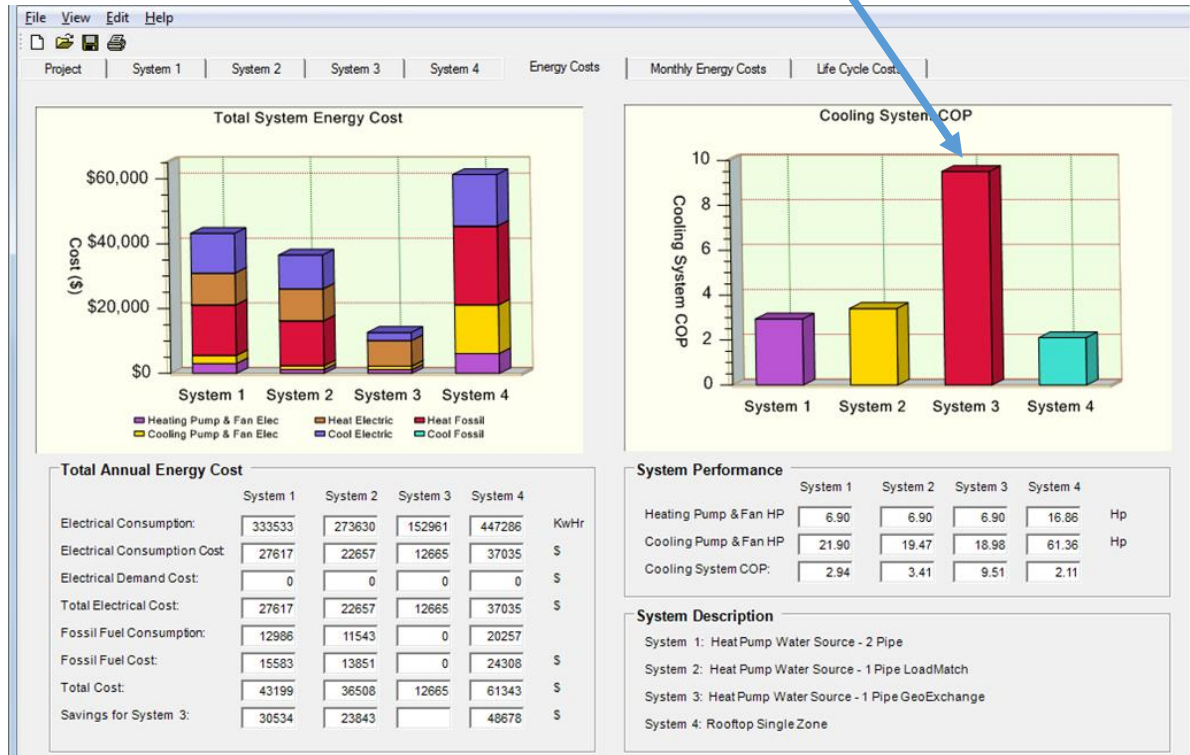 File View Edit Help
Project System 1 System 2 System 3 System 4 Energy Costs Monthly Energy Costs Life Cycle Costs
Total System Energy Cost
Cost ($)
$60,000
$40,000
$20,000
$0
System 1 System 2 System 3 System 4
Heating Pump & Fan Elec Heat Electric Heat Fossil
Cooling Pump & Fan Elec Cool Electric Cool Fossil
Cooling System COP
Cooling System COP
10
8
6
4
2
0
System 1 System 2 System 3 System 4
Total Annual Energy Cost
System 1 System 2 System 3 System 4
Electrical Consumption: 333533 273630 152961 447286 KwHr
Electrical Consumption Cost 27617 22657 12665 37035 $
Electrical Demand Cost: 0 0 0 0 $
Total Electrical Cost: 27617 22657 12665 37035 $
Fossil Fuel Consumption: 12986 11543 0 20257
Fossil Fuel Cost: 15583 13851 0 24308 $
Total Cost: 43199 36508 12665 61343 $
Savings for System 3: 30534 23843 48678 $
System Performance
System 1 System 2 System 3 System 4
Heating Pump & Fan HP 6.90 6.90 6.90 16.86 Hp
Cooling Pump & Fan HP 21.90 19.47 18.98 61.36 Hp
Cooling System COP: 2.94 3.41 9.51 2.11
System Description
System 1: Heat Pump Water Source - 2 Pipe
System 2: Heat Pump Water Source - 1 Pipe LoadMatch
System 3: Heat Pump Water Source - 1 Pipe GeoExchange
System 4: Rooftop Single Zone